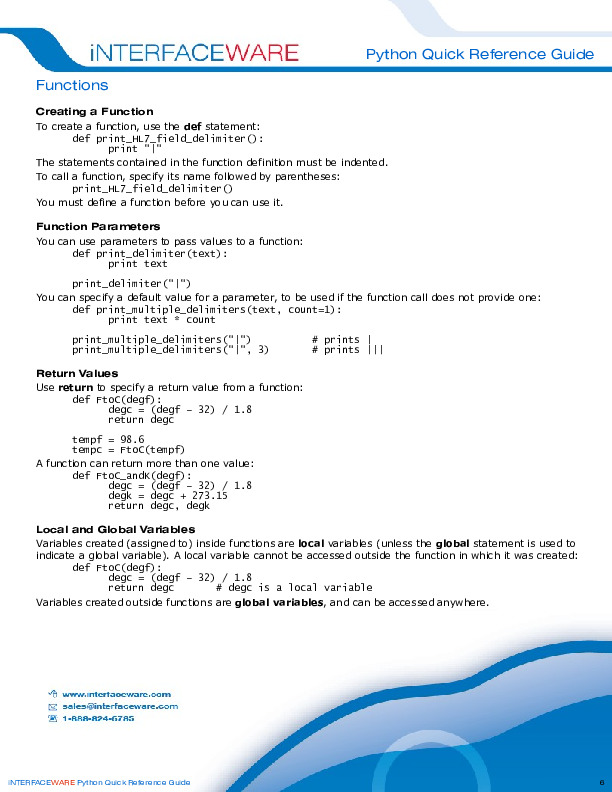 iNTERFACEWARE
Python Quick Reference Guide
Functions
Creating a Function
To create a function, use the def statement:
def print_HL7_field_delimiter():
print "|"
The statements contained in the function definition must be indented.
To call a function, specify its name followed by parentheses:
print_HL7_field_delimiter()
You must define a function before you can use it.
Function Parameters
You can use parameters to pass values to a function:
def print_delimiter(text):
print text
print_delimiter("|")
You can specify a default value for a parameter, to be used if the function call does not provide one:
def print_multiple_delimiters(text, count=1):
print text * count
print_multiple_delimiters("|") # prints |
print_multiple_delimiters("|", 3) # prints |||
Return Values
Use return to specify a return value from a function:
def FtoC(degf):
degc = (degf – 32) / 1.8
return degc
tempf = 98.6
tempc = FtoC(tempf)
A function can return more than one value:
def FtoC_andK(degf):
degc = (degf – 32) / 1.8
degk = degc + 273.15
return degc, degk
Local and Global Variables
Variables created (assigned to) inside functions are local variables (unless the global statement is used to
indicate a global variable). A local variable cannot be accessed outside the function in which it was created:
def FtoC(degf):
degc = (degf – 32) / 1.8
return degc # degc is a local variable
Variables created outside functions are global variables, and can be accessed anywhere.
www.interfaceware.com
sales@interfaceware.com
1-888-824-6785
iNTERFACEWARE Python Quick Reference Guide
6